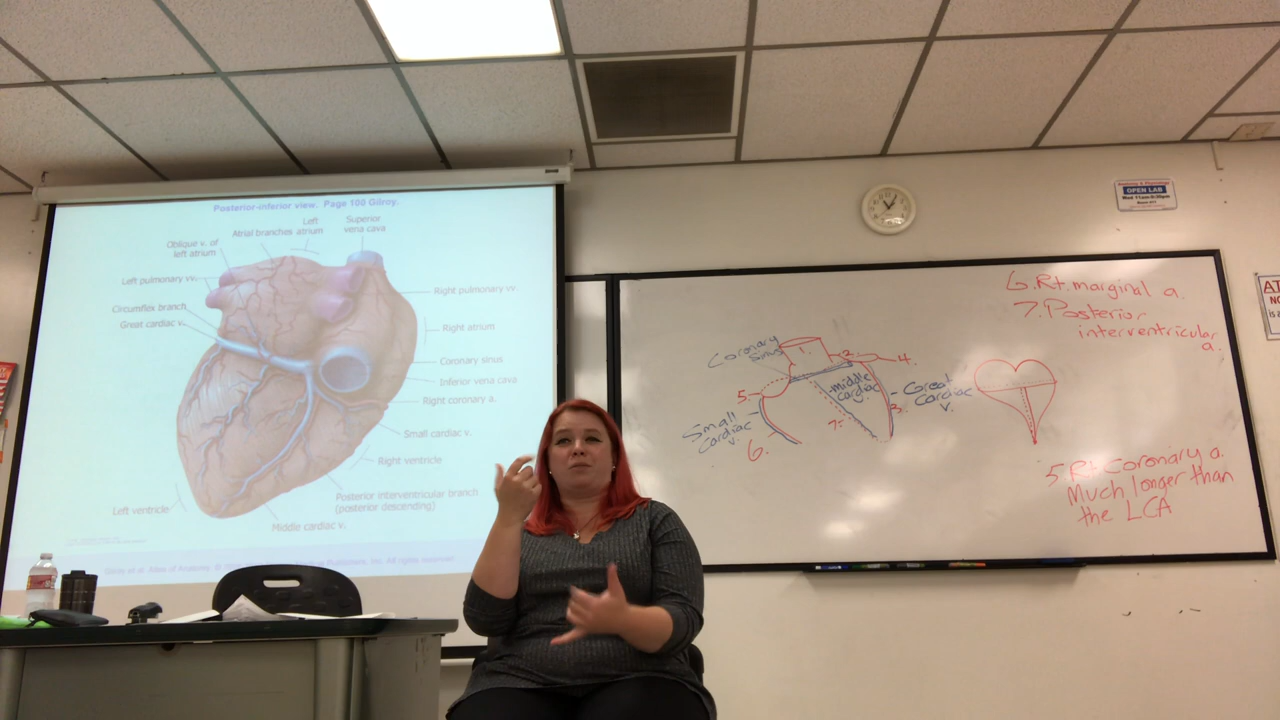 Posterior-inferior view. Page 100 Gilroy.
Left
atrium
Superior
vena cava
Atrial branches
Oblique v. of
left atrium
Left pulmonary vv.
Circumflex branch
Great cardiac v.
Right pulmonary vv.
Right atrium
Coronary sinus
Inferior vena cava
Right coronary a.
Small cardiac v.
Right ventricle
Posterior interventricular branch
(posterior descending)
Middle cardiac v.
Left ventricle
OPEN LAB
Coronary
Sinus
1.
2.
4.
5.
middle
cardiac
Great
Cardiac
v.
3.
Small
cardiac
v.
7.
6.
6. Rt. marginal a.
7. Posterior
interventricular
a.
5 Rt Coronary a.
Much longer than
the LCA